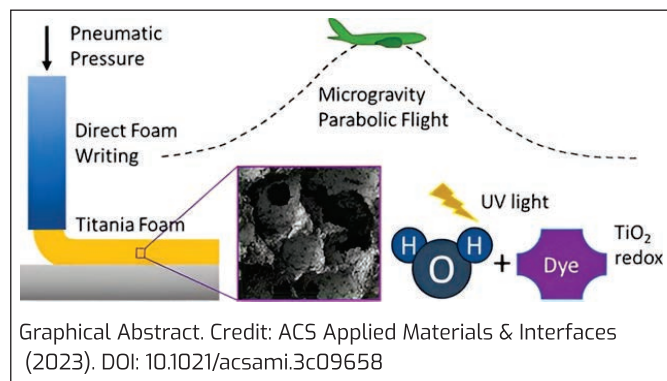 Pneumatic
Pressure
Direct Foam
Writing
Titania Foam
Microgravity
Parabolic Flight
UV light
H
H
O
+
Dye
TiO₂
redox
Graphical Abstract. Credit: ACS Applied Materials & Interfaces
(2023). DOI: 10.1021/acsami.3c09658